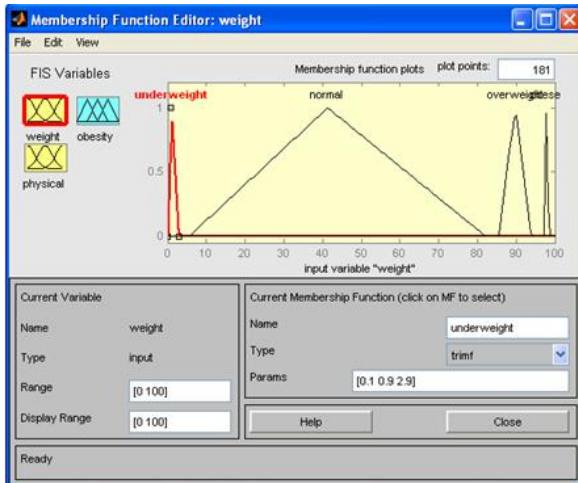 Membership Function Editor: weight
File Edit View
FIS Variables
Membership function plots plot points: 181
underweight normal overweight obese
weight obesity
physical
1
0.5
0
0 10 20 30 40 50 60 70 80 90 100
input variable "weight"
Current Variable
Name weight
Type input
Range [0 100]
Display Range [0 100]
Current Membership Function (click on MF to select)
Name underweight
Type trimf
Params [0.1 0.9 2.9]
Help Close
Ready